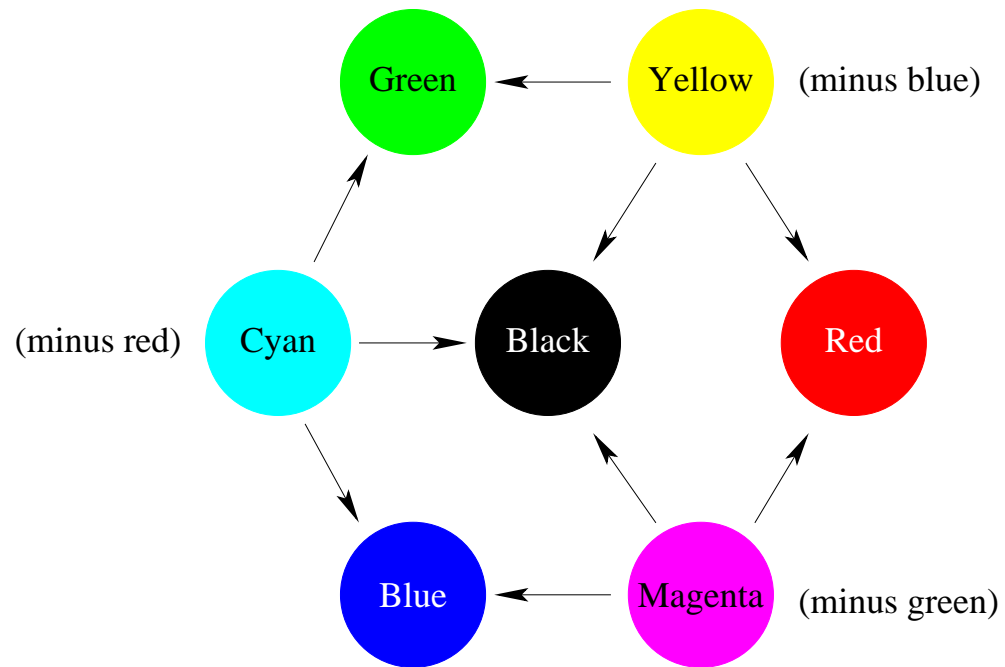 Green
Yellow
(minus blue)
(minus red)
Cyan
Black
Red
Blue
Magenta
(minus green)